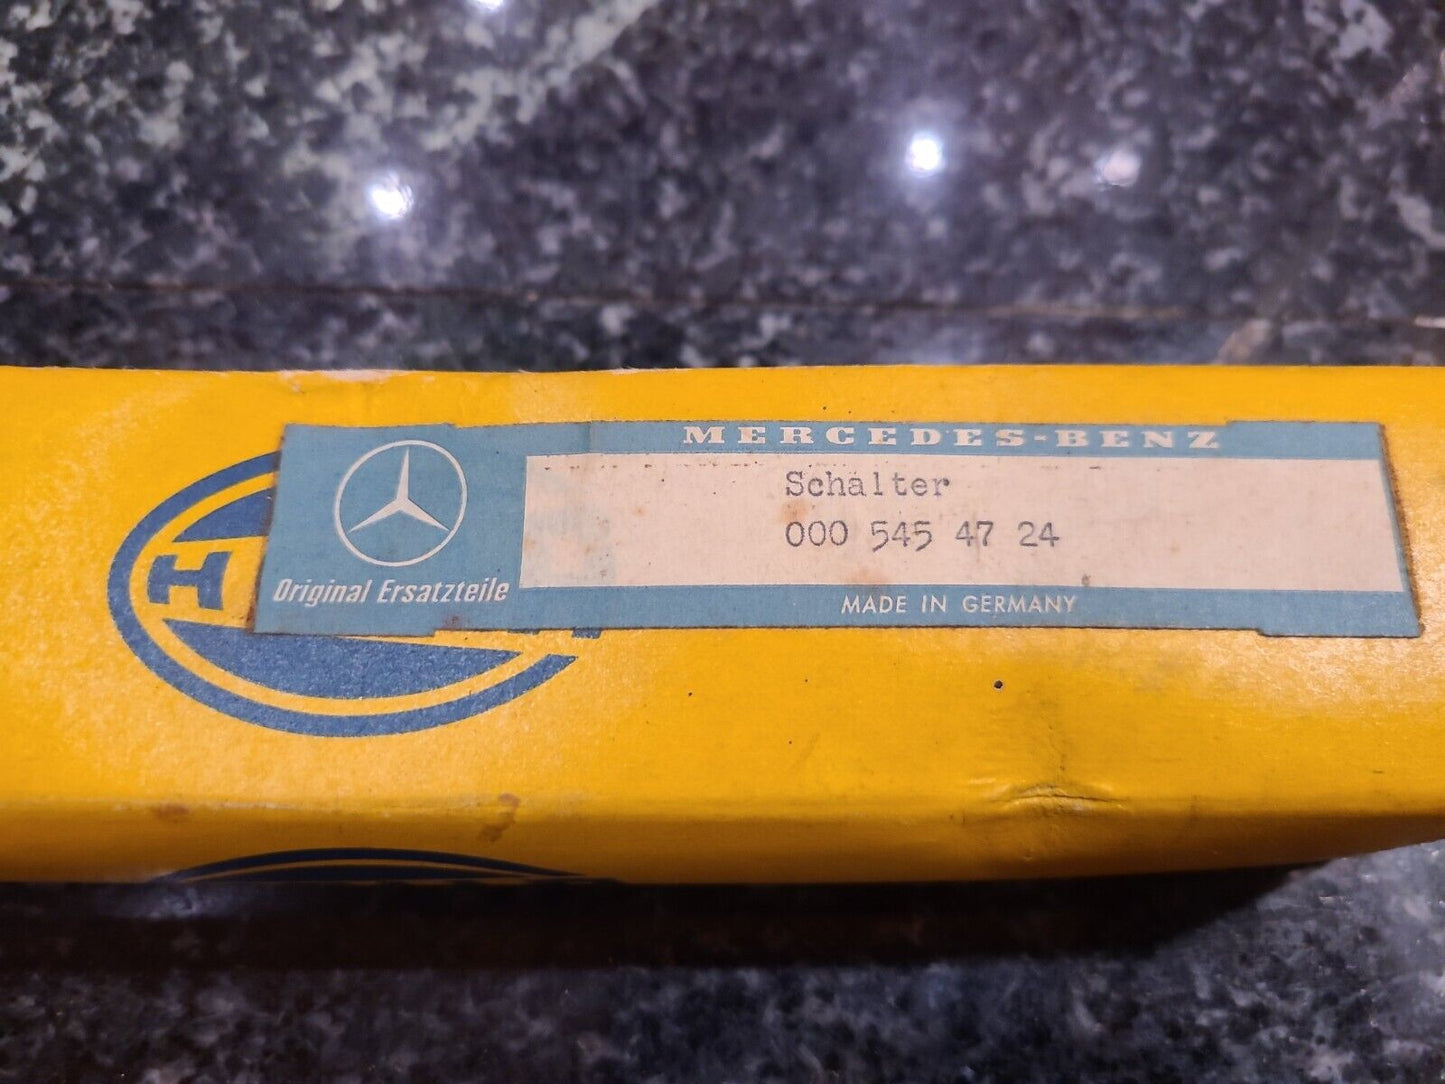 MERCEDES-BENZ
Schalter
000 545 47 24
Original Ersatzteile
MADE IN GERMANY
H